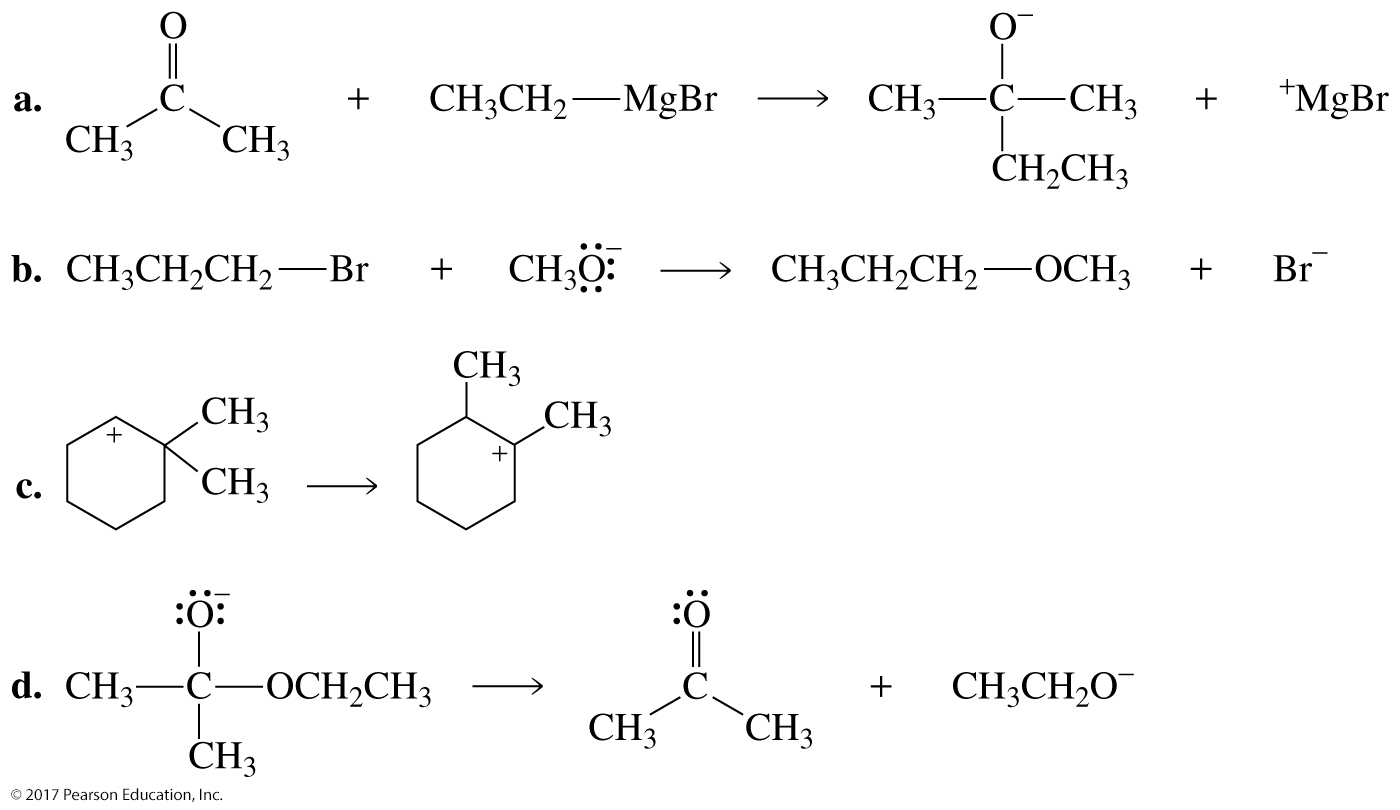 a. CH₃ C O CH₃ + CH₃CH₂—MgBr ⟶ CH₃—C—CH₃ O⁻ CH₂CH₃ + ⁺MgBr
b. CH₃CH₂CH₂—Br + CH₃O⁻ ⟶ CH₃CH₂CH₂—OCH₃ + Br⁻
c. + CH₃ CH₃ ⟶ CH₃ CH₃ +
d. CH₃—C—OCH₂CH₃ O⁻ CH₃ ⟶ O C CH₃ CH₃ + CH₃CH₂O⁻
© 2017 Pearson Education, Inc.